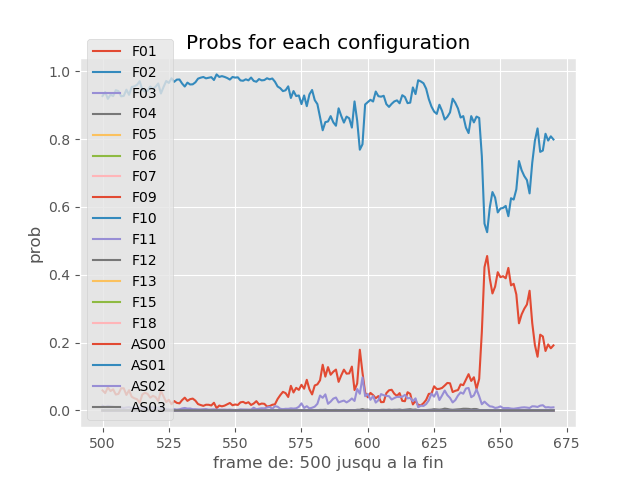 Probs for each configuration
F01
F02
F03
F04
F05
F06
F07
F09
F10
F11
F12
F13
F15
F18
AS00
AS01
AS02
AS03
prob
1.0
0.8
0.6
0.4
0.2
0.0
500 525 550 575 600 625 650 675
frame de: 500 jusqu a la fin